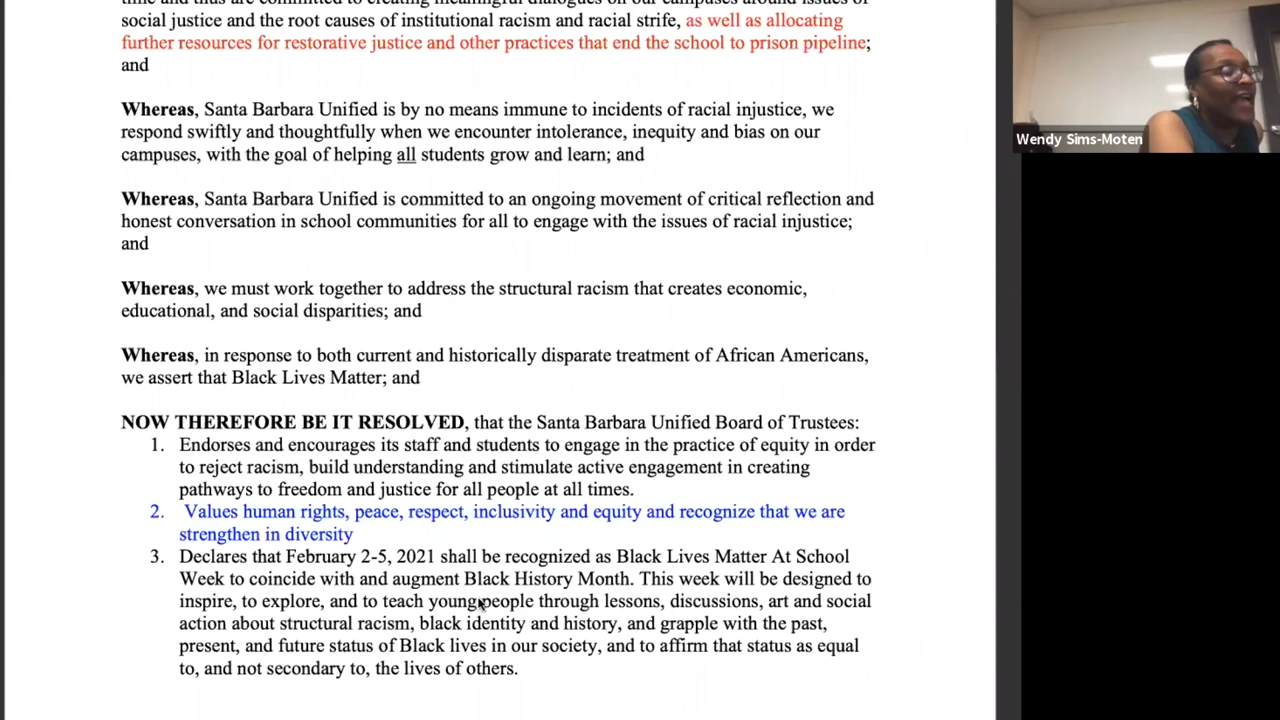 time and thus are committed to creating meaningful dialogues on our campuses around issues of
social justice and the root causes of institutional racism and racial strife, as well as allocating
further resources for restorative justice and other practices that end the school to prison pipeline;
and
Whereas, Santa Barbara Unified is by no means immune to incidents of racial injustice, we
respond swiftly and thoughtfully when we encounter intolerance, inequity and bias on our
campuses, with the goal of helping all students grow and learn; and
Whereas, Santa Barbara Unified is committed to an ongoing movement of critical reflection and
honest conversation in school communities for all to engage with the issues of racial injustice;
and
Whereas, we must work together to address the structural racism that creates economic,
educational, and social disparities; and
Whereas, in response to both current and historically disparate treatment of African Americans,
we assert that Black Lives Matter; and
NOW THEREFORE BE IT RESOLVED, that the Santa Barbara Unified Board of Trustees:
1. Endorses and encourages its staff and students to engage in the practice of equity in order
to reject racism, build understanding and stimulate active engagement in creating
pathways to freedom and justice for all people at all times.
2. Values human rights, peace, respect, inclusivity and equity and recognize that we are
strengthen in diversity
3. Declares that February 2-5, 2021 shall be recognized as Black Lives Matter At School
Week to coincide with and augment Black History Month. This week will be designed to
inspire, to explore, and to teach young people through lessons, discussions, art and social
action about structural racism, black identity and history, and grapple with the past,
present, and future status of Black lives in our society, and to affirm that status as equal
to, and not secondary to, the lives of others.
Wendy Sims-Moten